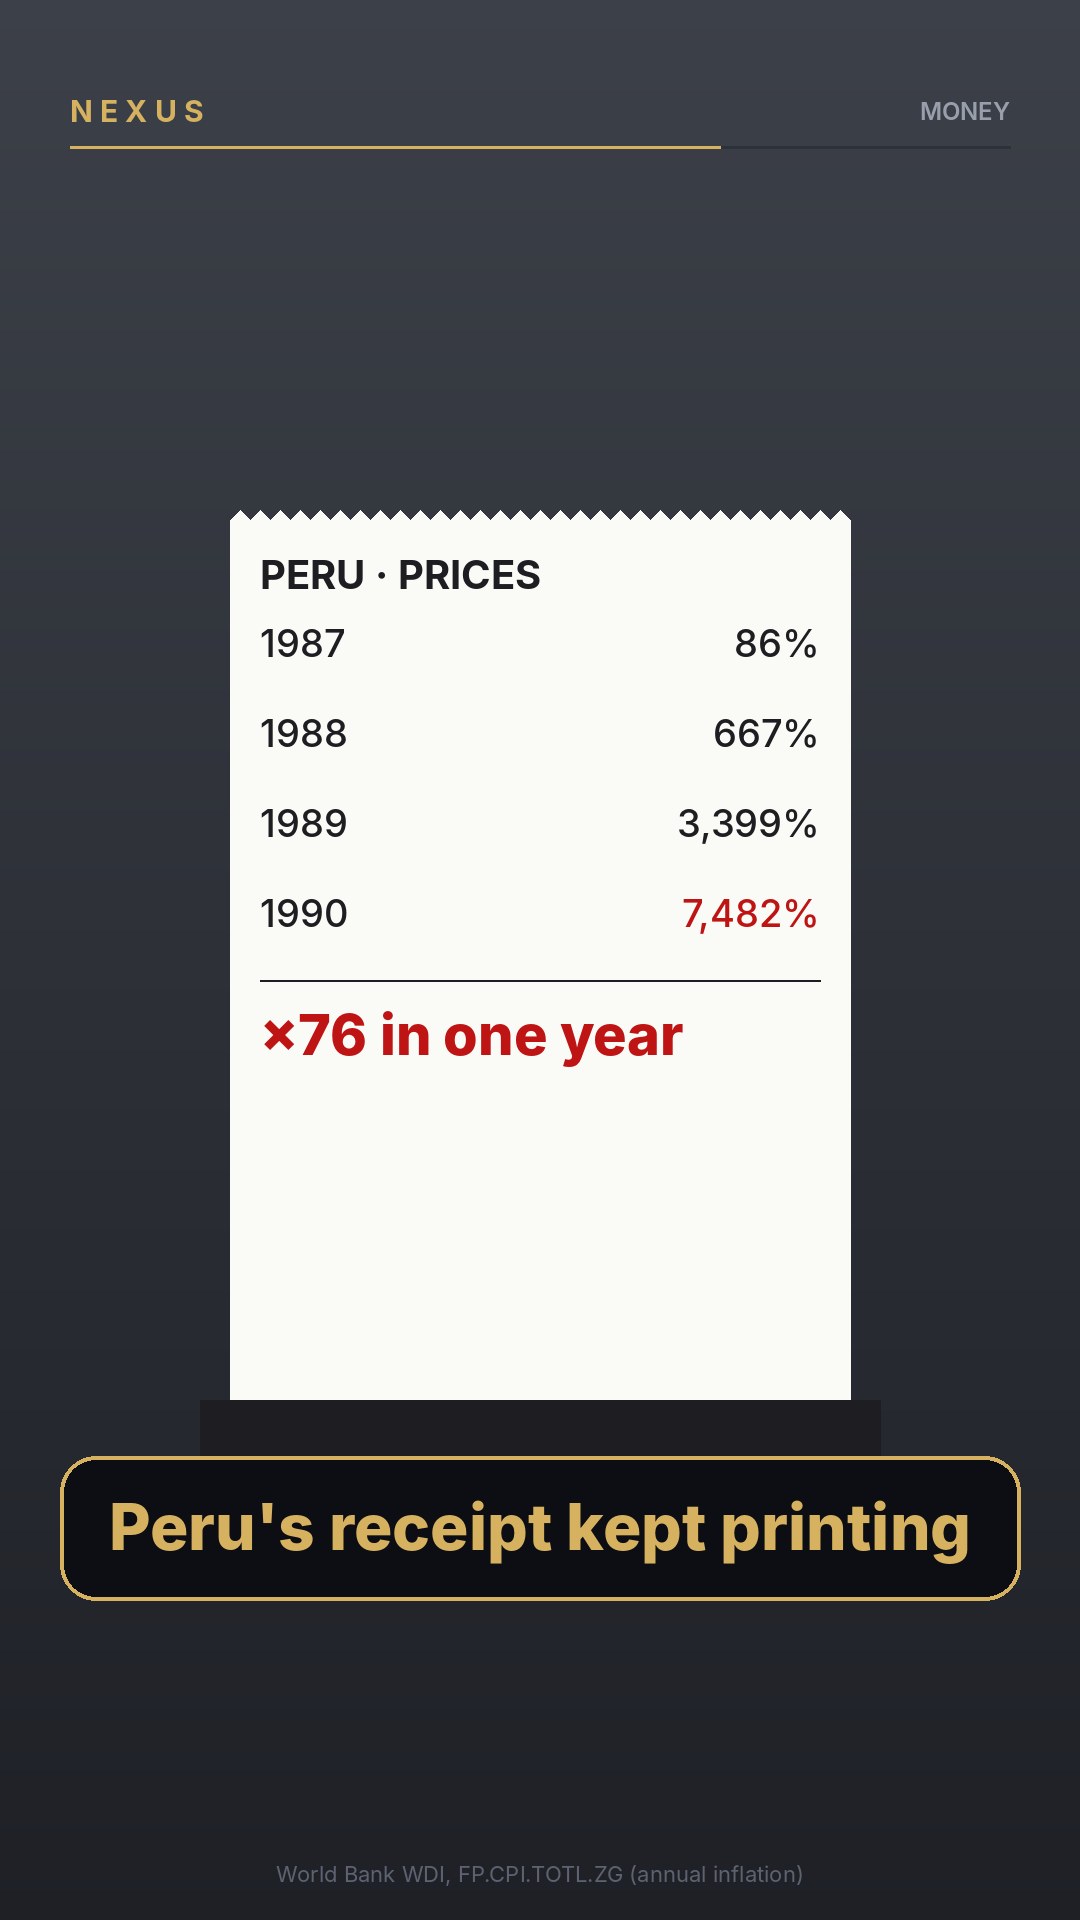 NEXUS MONEY
PERU · PRICES
1987 86%
1988 667%
1989 3,399%
1990 7,482%
×76 in one year
Peru's receipt kept printing
World Bank WDI, FP.CPI.TOTL.ZG (annual inflation)